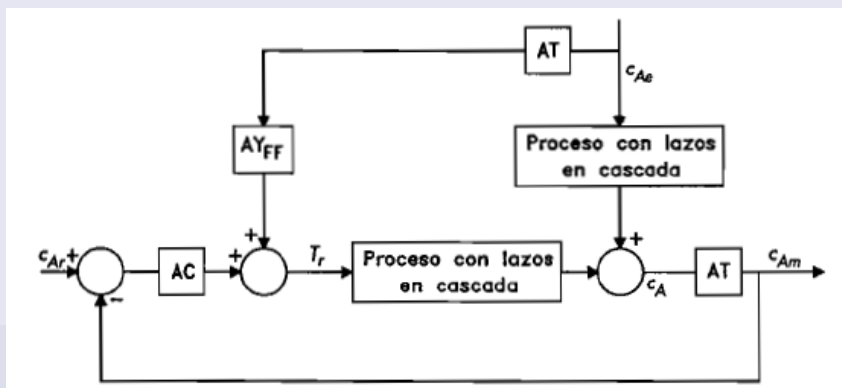 AT
c_Ae
AY_FF
Proceso con lazos
en cascada
+
+
c_Ar
+
−
AC
+
T_r
Proceso con lazos
en cascada
c_A
AT
c_Am